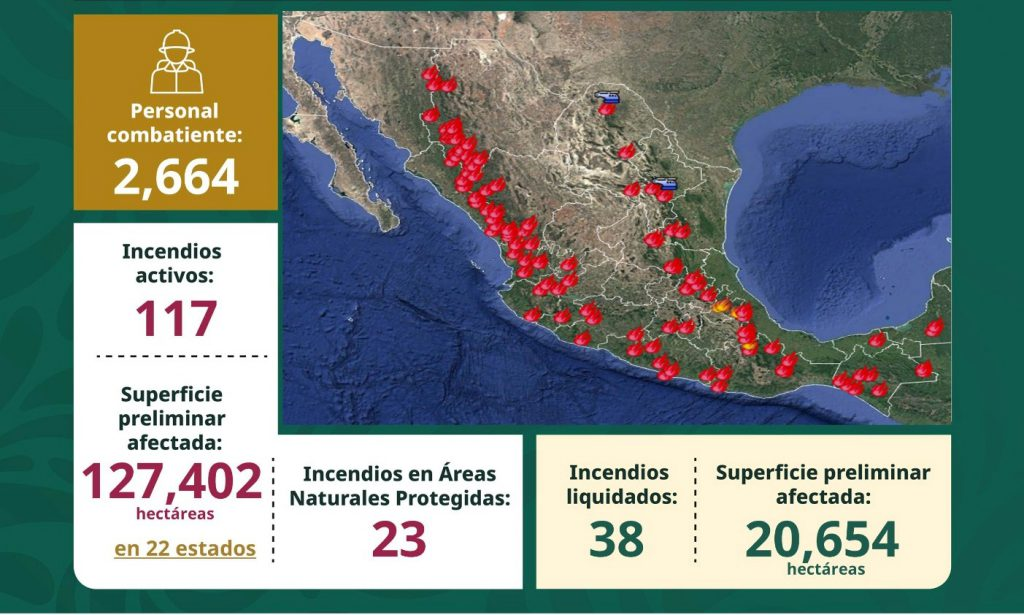 Personal
combatiente:
2,664
Incendios
activos:
117
Superficie
preliminar
afectada:
127,402
hectáreas
en 22 estados
Incendios en Áreas
Naturales Protegidas:
23
Incendios
liquidados:
38
Superficie preliminar
afectada:
20,654
hectáreas